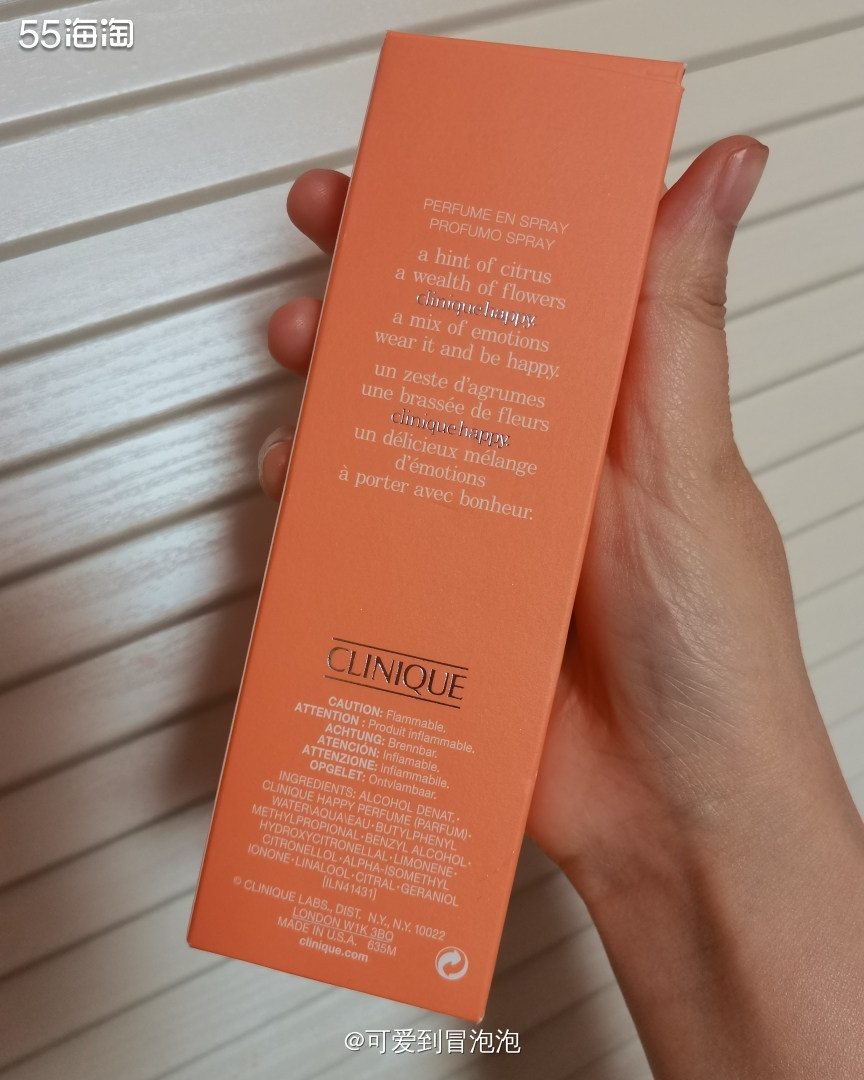 55海淘
PERFUME EN SPRAY
PROFUMO SPRAY
a hint of citrus
a wealth of flowers
clinique happy.
a mix of emotions
wear it and be happy.
un zeste d'agrumes
une brassée de fleurs
clinique happy.
un délicieux mélange
d'émotions
à porter avec bonheur.
CLINIQUE
CAUTION: Flammable.
ATTENTION : Produit inflammable.
ACHTUNG: Brennbar.
ATENCIÓN: Inflamable.
ATTENZIONE: infiammabile.
OPGELET: Ontvlambaar.
INGREDIENTS: ALCOHOL DENAT.·
CLINIQUE HAPPY PERFUME (PARFUM)·
WATER\AQUA\EAU·BUTYLPHENYL
METHYLPROPIONAL·BENZYL ALCOHOL·
HYDROXYCITRONELLAL·LIMONENE·
CITRONELLOL·ALPHA-ISOMETHYL
IONONE·LINALOOL·CITRAL·GERANIOL
[ILN41431]
© CLINIQUE LABS., DIST. N.Y., N.Y. 10022
LONDON W1K 3BQ
MADE IN U.S.A. 635M
clinique.com
@可爱到冒泡泡